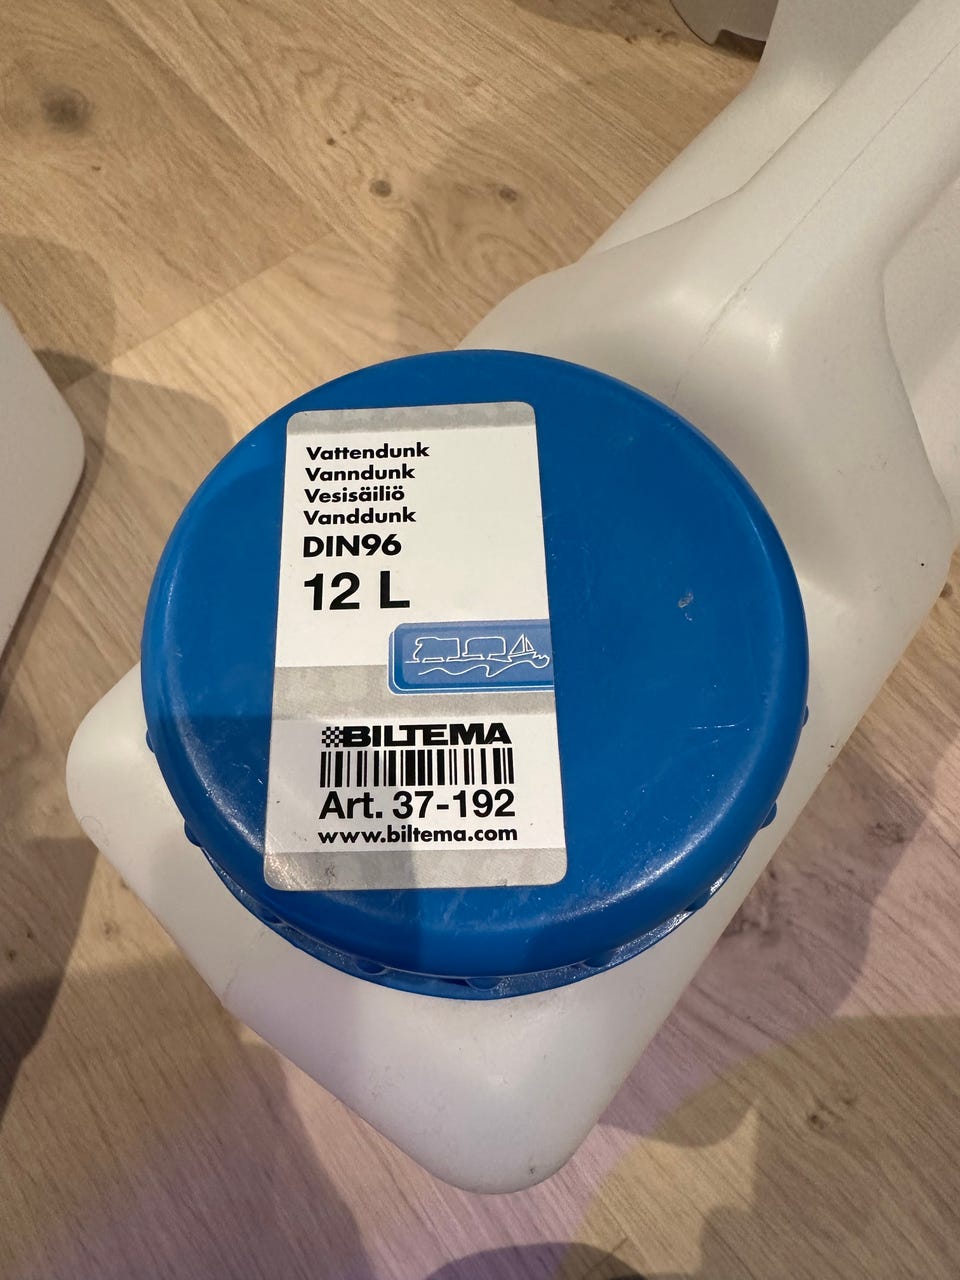 Vattendunk
Vanndunk
Vesisäiliö
Vanddunk
DIN96
12 L
BILTEMA
Art. 37-192
www.biltema.com